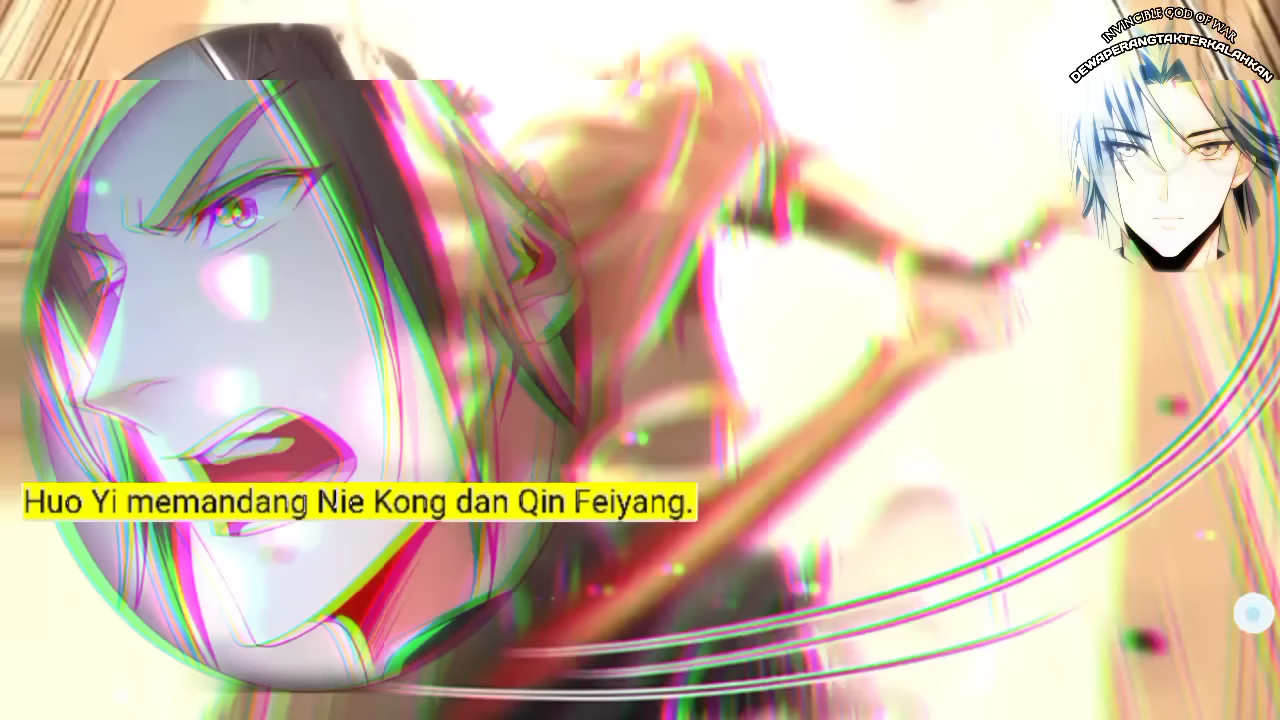 INVINCIBLE GOD OF WAR
DEWAPERANGTAKTERKALAHKAN
Huo Yi memandang Nie Kong dan Qin Feiyang.